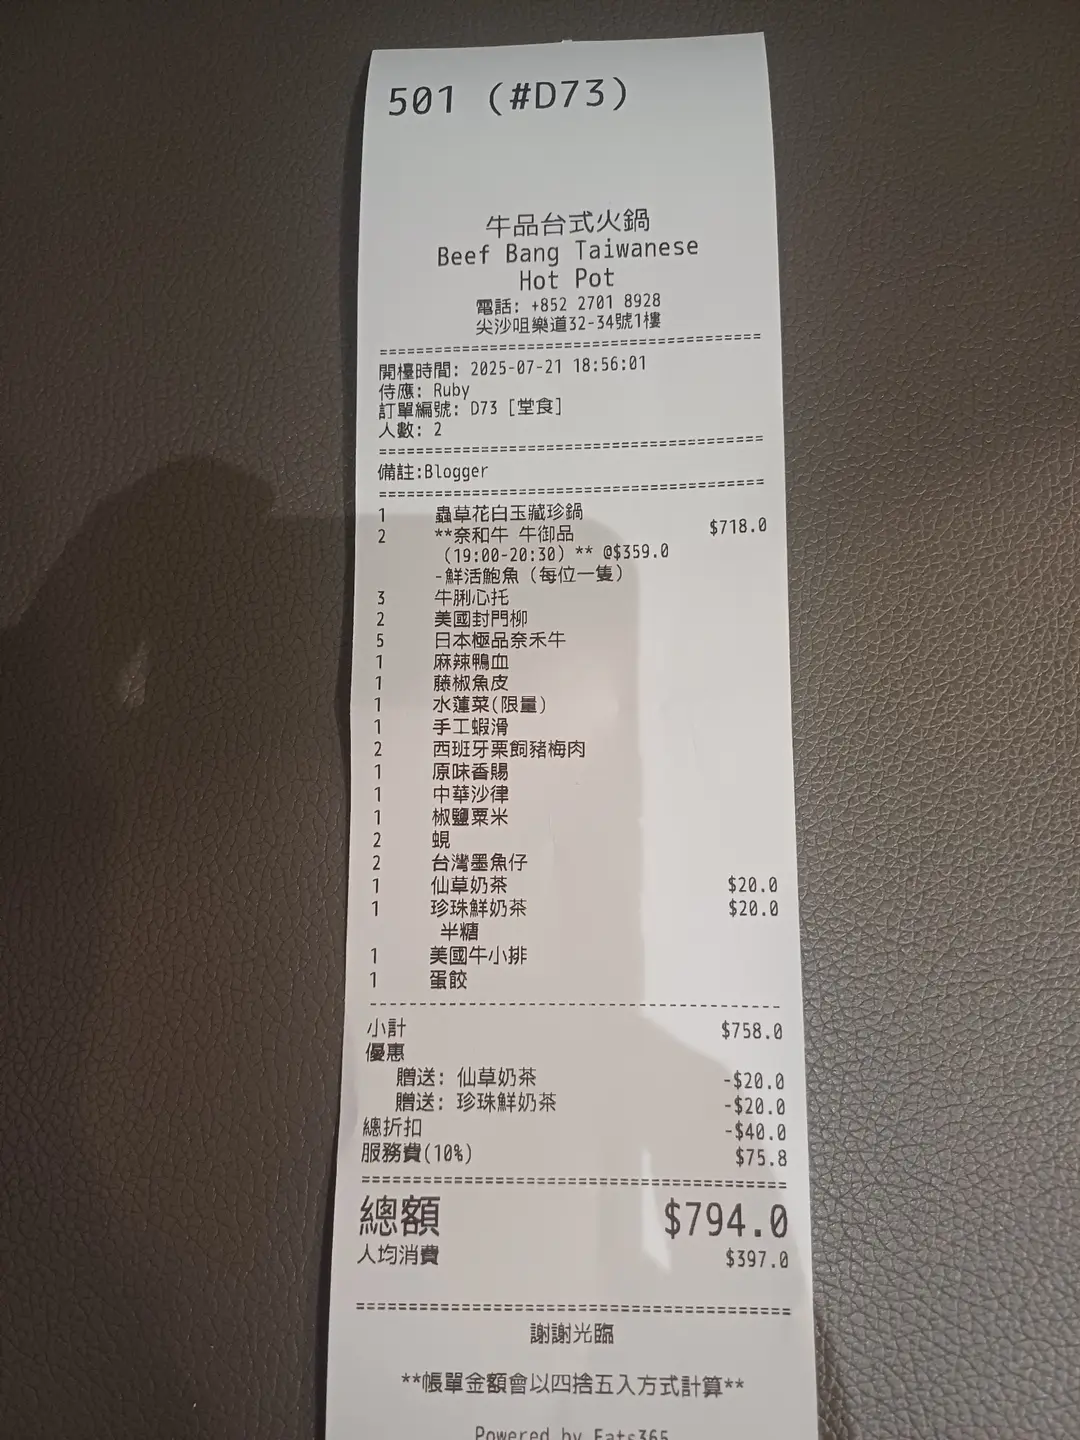 501 (#D73)
牛品台式火鍋
Beef Bang Taiwanese
Hot Pot
電話: +852 2701 8928
尖沙咀樂道32-34號1樓
開檯時間: 2025-07-21 18:56:01
侍應: Ruby
訂單編號: D73 [堂食]
人數: 2
備註:Blogger
1 蟲草花白玉藏珍鍋
2 **奈和牛 牛御品 $718.0
(19:00-20:30) ** @$359.0
-鮮活鮑魚 (每位一隻)
3 牛脷心托
2 美國封門柳
5 日本極品奈禾牛
1 麻辣鴨血
1 藤椒魚皮
1 水蓮菜(限量)
1 手工蝦滑
2 西班牙栗飼豬梅肉
1 原味香腸
1 中華沙律
1 椒鹽粟米
2 蜆
2 台灣墨魚仔
1 仙草奶茶 $20.0
1 珍珠鮮奶茶 $20.0
半糖
1 美國牛小排
1 蛋餃
小計 $758.0
優惠
贈送: 仙草奶茶 -$20.0
贈送: 珍珠鮮奶茶 -$20.0
總折扣 -$40.0
服務費(10%) $75.8
總額 $794.0
人均消費 $397.0
謝謝光臨
**帳單金額會以四捨五入方式計算**
Powered by Eats365